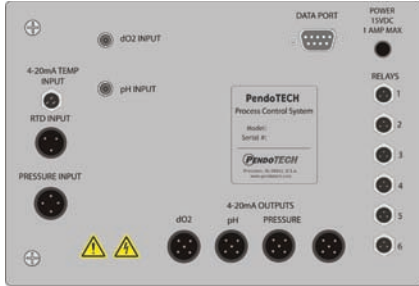 dO2 INPUT
DATA PORT
POWER
15VDC
1 AMP MAX
4-20mA TEMP
INPUT
pH INPUT
RELAYS
1
RTD INPUT
PendoTECH
Process Control System
Model:
Serial #:
2
3
PENDOTECH
PRESSURE INPUT
4
4-20mA OUTPUTS
dO2
pH
PRESSURE
5
6